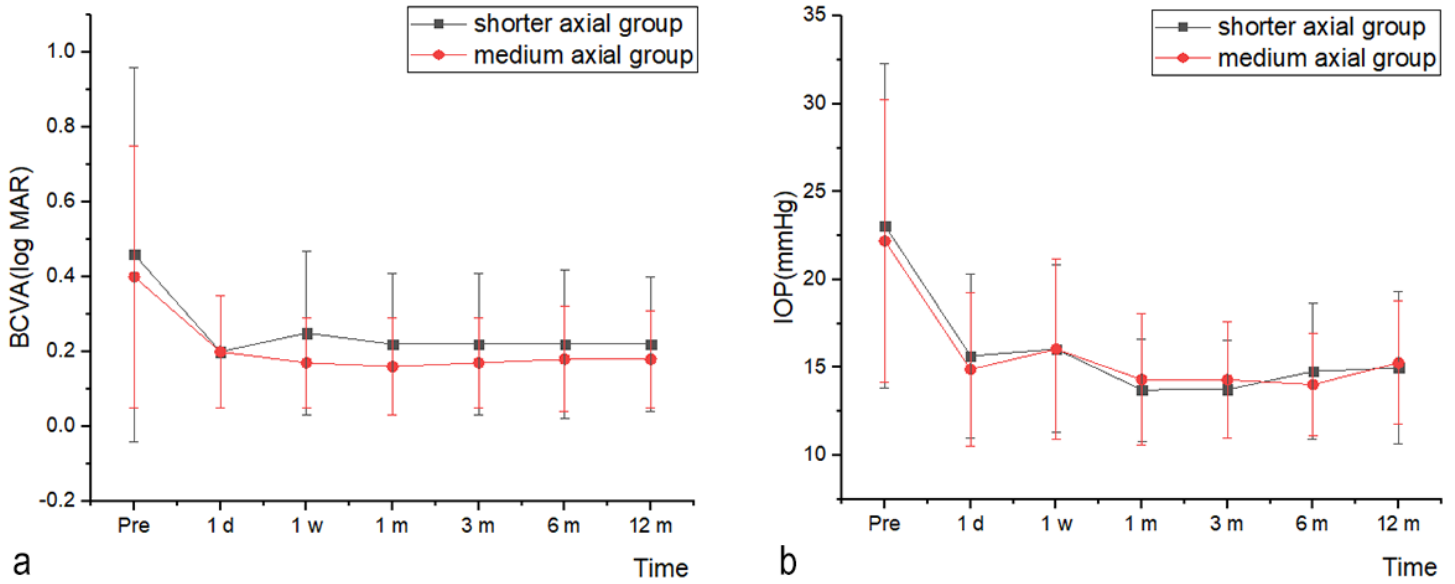 shorter axial group
medium axial group
BCVA(log MAR)
1.0
0.8
0.6
0.4
0.2
0.0
-0.2
Pre 1 d 1 w 1 m 3 m 6 m 12 m
Time
a
shorter axial group
medium axial group
IOP(mmHg)
35
30
25
20
15
10
Pre 1 d 1 w 1 m 3 m 6 m 12 m
Time
b